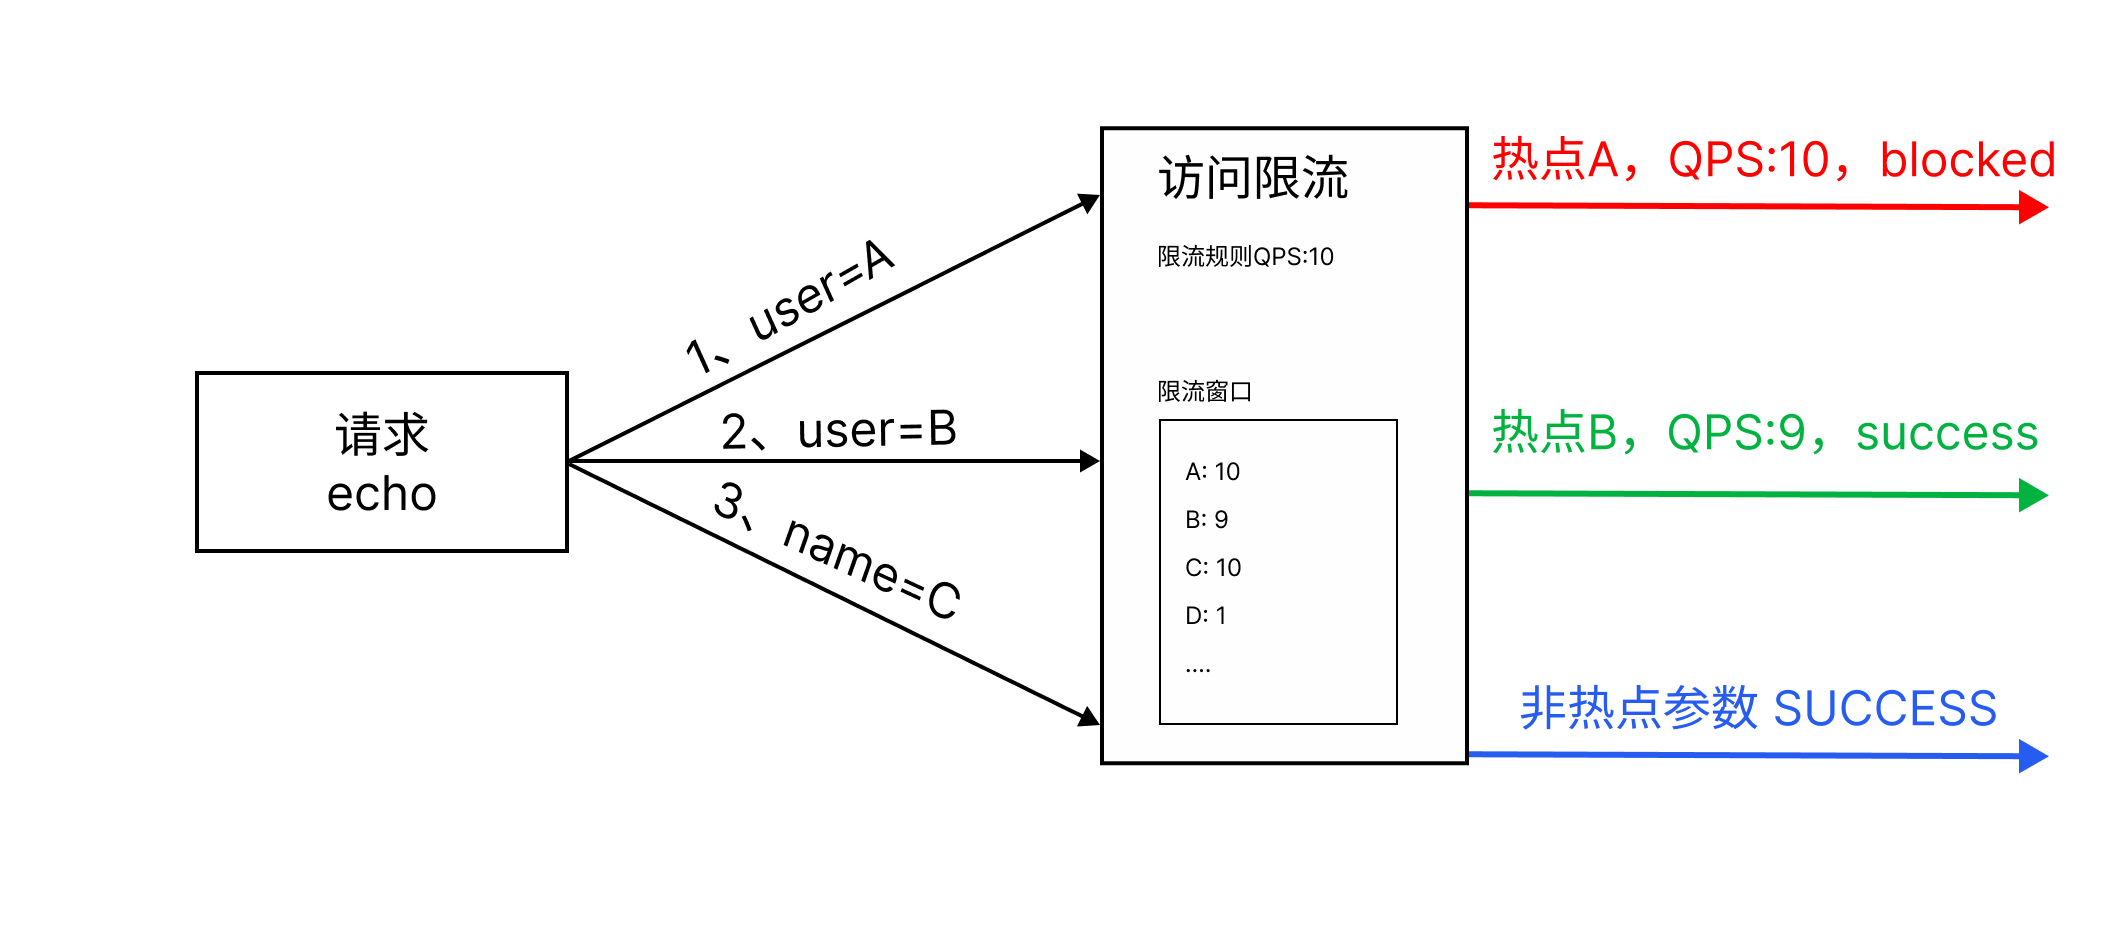 请求
echo
1、user=A
2、user=B
3、name=C
访问限流
限流规则QPS:10
限流窗口
A: 10
B: 9
C: 10
D: 1
....
热点A，QPS:10，blocked
热点B，QPS:9，success
非热点参数 SUCCESS